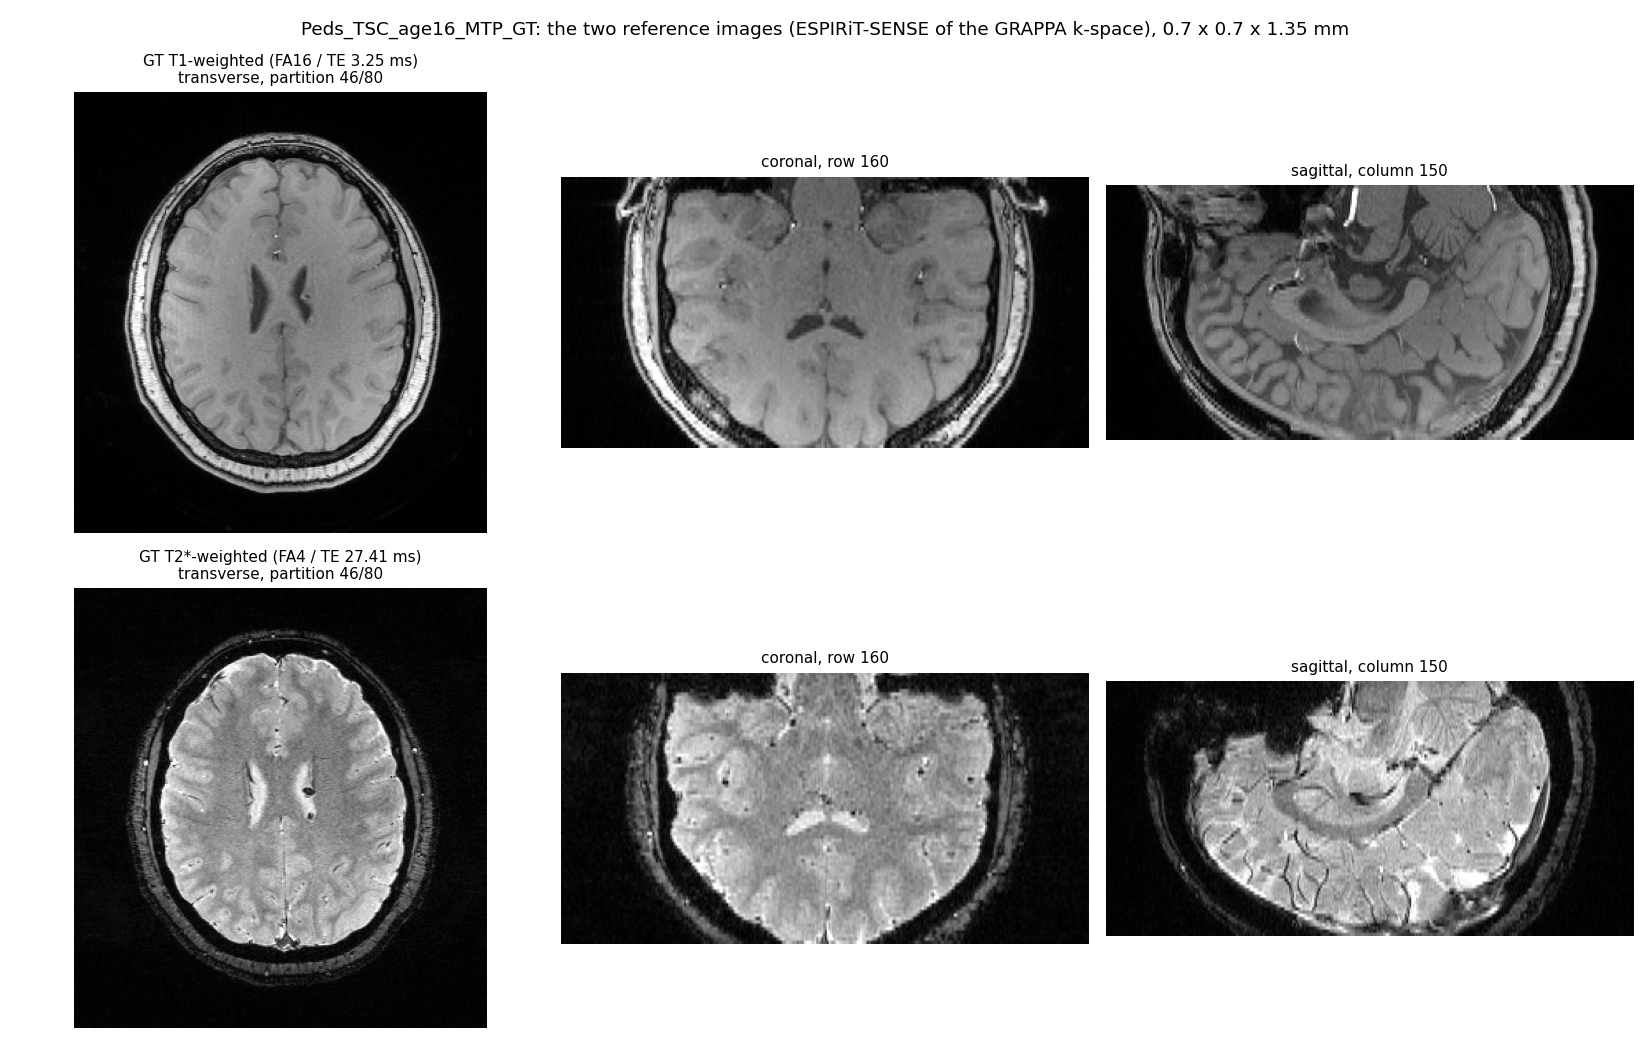 Peds_TSC_age16_MTP_GT: the two reference images (ESPIRiT-SENSE of the GRAPPA k-space), 0.7 x 0.7 x 1.35 mm
GT T1-weighted (FA16 / TE 3.25 ms)
transverse, partition 46/80
coronal, row 160
sagittal, column 150
GT T2*-weighted (FA4 / TE 27.41 ms)
transverse, partition 46/80
coronal, row 160
sagittal, column 150